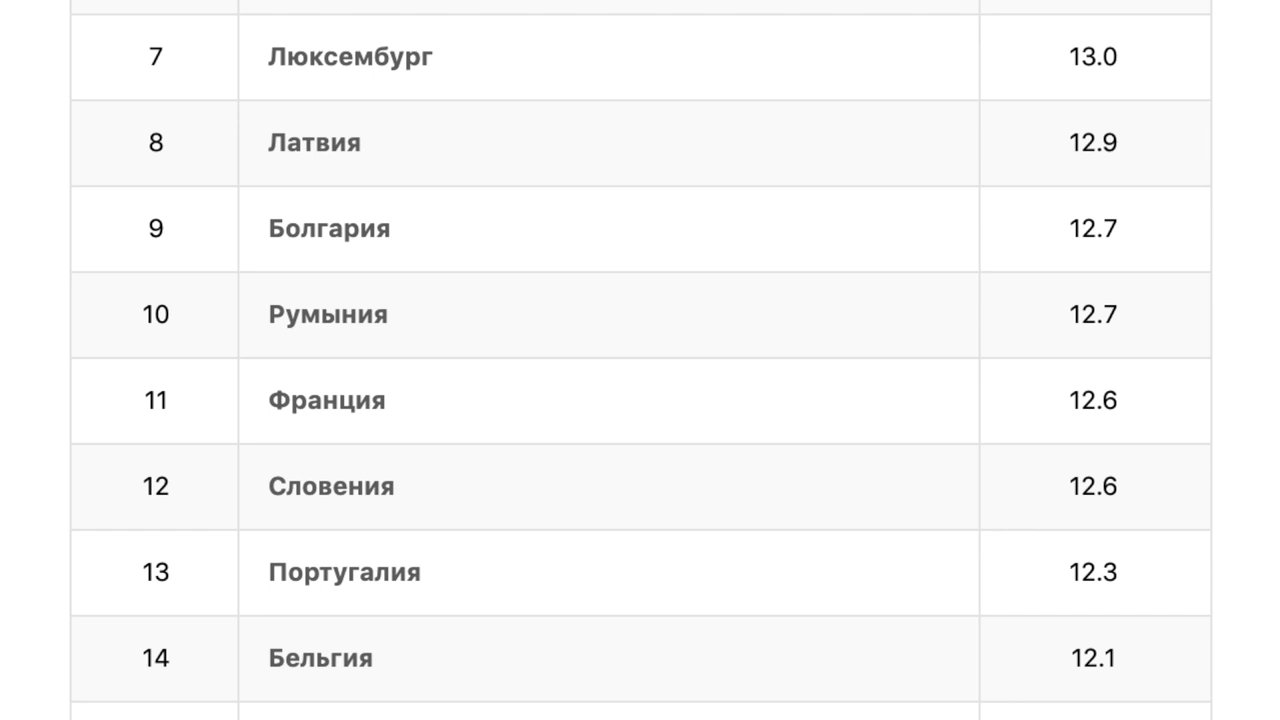 7 Люксембург 13.0
8 Латвия 12.9
9 Болгария 12.7
10 Румыния 12.7
11 Франция 12.6
12 Словения 12.6
13 Португалия 12.3
14 Бельгия 12.1